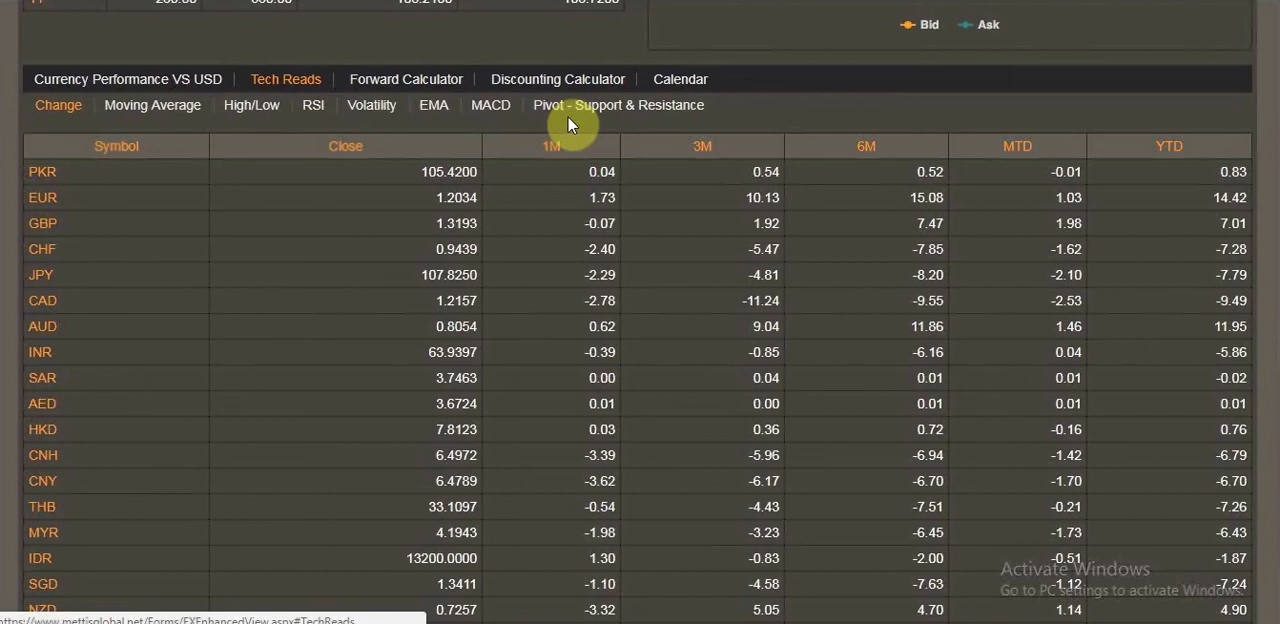 Bid Ask
Currency Performance VS USD | Tech Reads | Forward Calculator | Discounting Calculator | Calendar
Change | Moving Average | High/Low | RSI | Volatility | EMA | MACD | Pivot - Support & Resistance
Symbol Close 1M 3M 6M MTD YTD
PKR 105.4200 0.04 0.54 0.52 -0.01 0.83
EUR 1.2034 1.73 10.13 15.08 1.03 14.42
GBP 1.3193 -0.07 1.92 7.47 1.98 7.01
CHF 0.9439 -2.40 -5.47 -7.85 -1.62 -7.28
JPY 107.8250 -2.29 -4.81 -8.20 -2.10 -7.79
CAD 1.2157 -2.78 -11.24 -9.55 -2.53 -9.49
AUD 0.8054 0.62 9.04 11.86 1.46 11.95
INR 63.9397 -0.39 -0.85 -6.16 0.04 -5.86
SAR 3.7463 0.00 0.04 0.01 0.01 -0.02
AED 3.6724 0.01 0.00 0.01 0.01 0.01
HKD 7.8123 0.03 0.36 0.72 -0.16 0.76
CNH 6.4972 -3.39 -5.96 -6.94 -1.42 -6.79
CNY 6.4789 -3.62 -6.17 -6.70 -1.70 -6.70
THB 33.1097 -0.54 -4.43 -7.51 -0.21 -7.26
MYR 4.1943 -1.98 -3.23 -6.45 -1.73 -6.43
IDR 13200.0000 1.30 -0.83 -2.00 -0.51 -1.87
Activate Windows
SGD 1.3411 -1.10 -4.58 -7.63 -1.12 -7.24
Go to PC settings to activate Windows.
NZD 0.7257 -3.32 5.05 4.70 1.14 4.90
https://www.mettisglobal.net/Forms/FXEnhancedView.aspx#TechReads